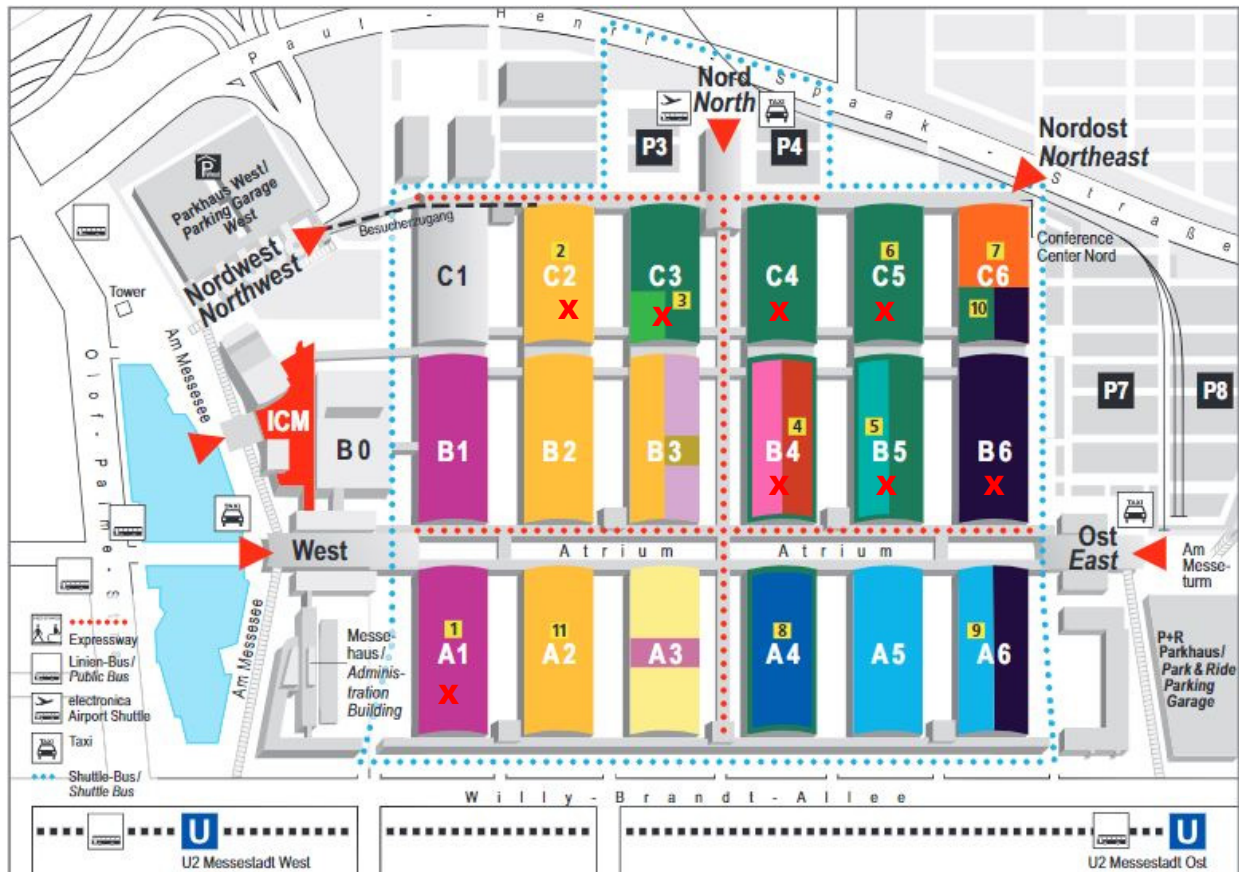 Paul-Henri-Spaak-Straße
Nord
North
TAXI
P3
P4
Nordost
Northeast
P
Parkhaus West/
Parking Garage
West
Besucherzugang
Nordwest
Northwest
Conference
Center Nord
Tower
2
6
7
C1
C2
C3
C4
C5
C6
3
10
X
X
X
X
Am Messesee
Olof-Palme-Str
P7
P8
ICM
4
5
B0
B1
B2
B3
B4
B5
B6
X
X
X
TAXI
TAXI
West
Atrium
Atrium
Ost
East
Am
Messe-
turm
Am Messesee
1
11
8
9
A1
A2
A3
A4
A5
A6
X
Messe-
haus/
Adminis-
tration
Building
P+R
Parkhaus/
Park & Ride
Parking
Garage
Expressway
Linien-Bus/
Public Bus
electronica
Airport Shuttle
TAXI
Taxi
Shuttle-Bus/
Shuttle Bus
Willy-Brandt-Allee
U
U2 Messestadt West
U
U2 Messestadt Ost